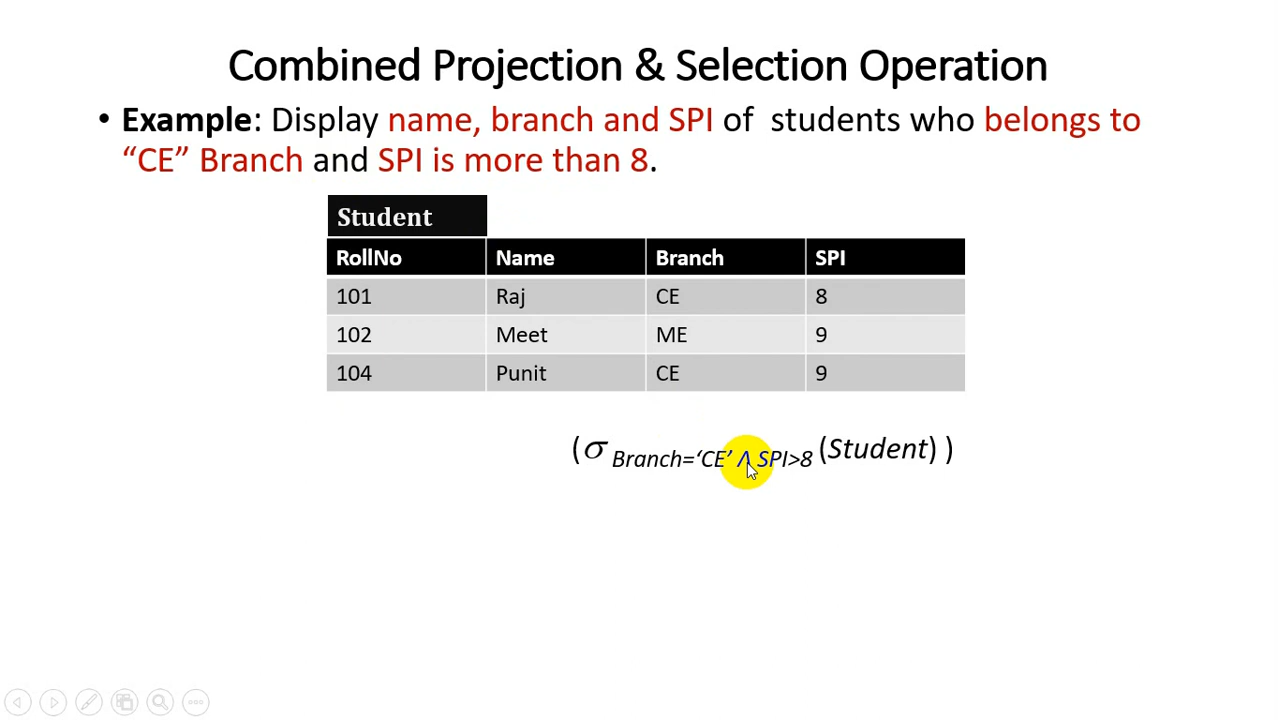 Combined Projection & Selection Operation
• Example: Display name, branch and SPI of students who belongs to
“CE” Branch and SPI is more than 8.
Student
RollNo Name Branch SPI
101 Raj CE 8
102 Meet ME 9
104 Punit CE 9
(σ Branch=‘CE’ Λ SPI>8 (Student) )